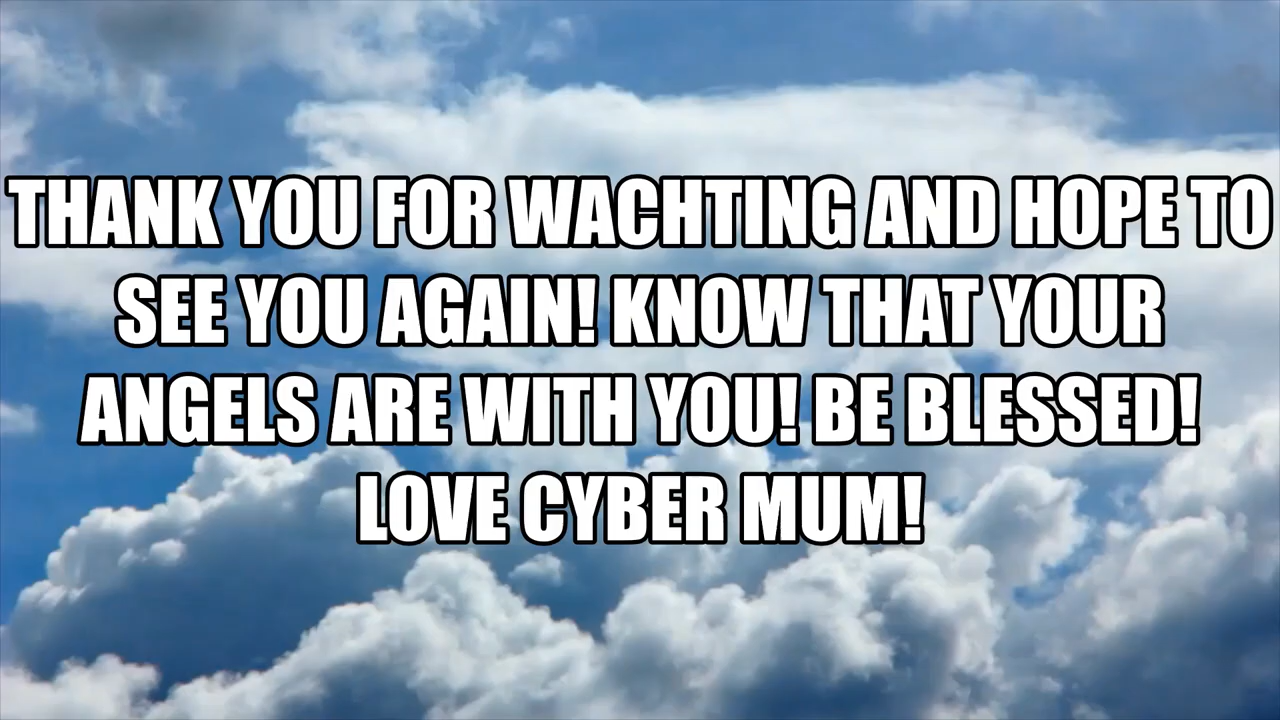 THANK YOU FOR WACHTING AND HOPE TO
SEE YOU AGAIN! KNOW THAT YOUR
ANGELS ARE WITH YOU! BE BLESSED!
LOVE CYBER MUM!